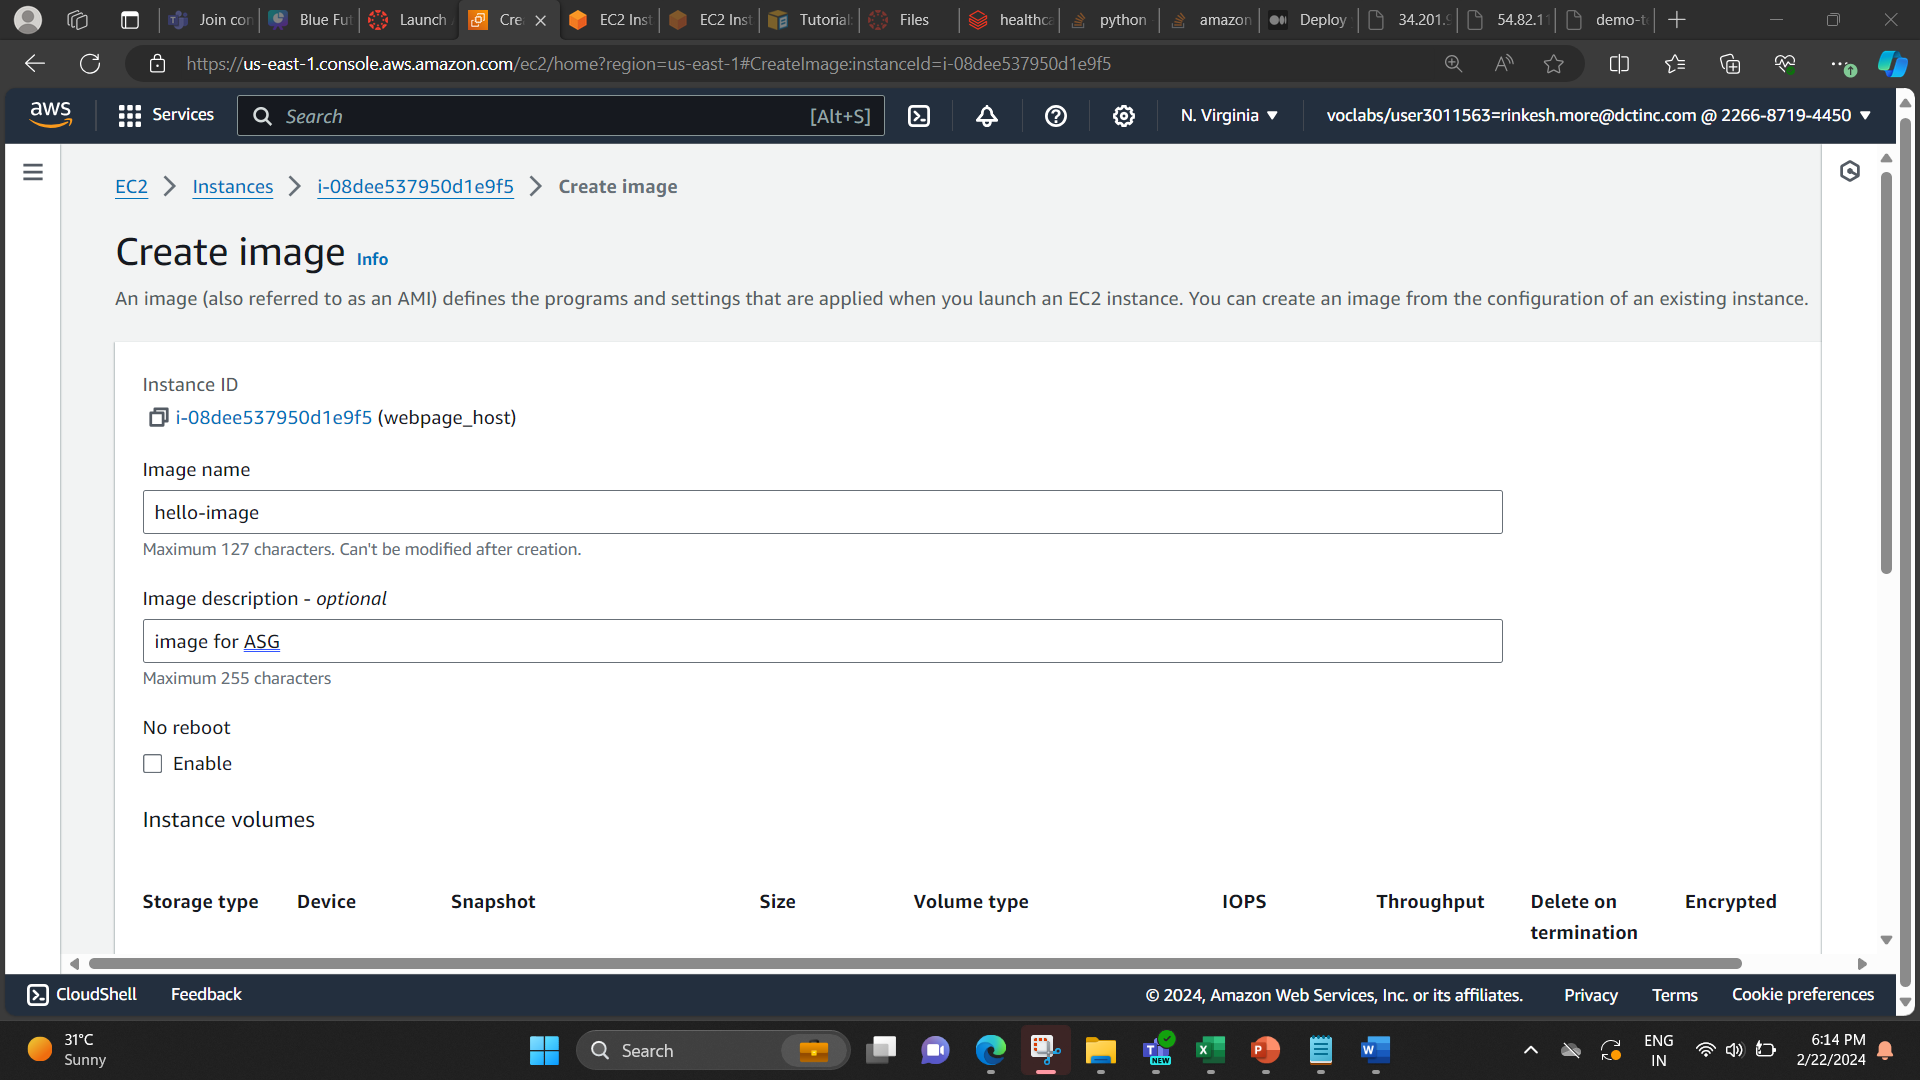 Join con
Blue Fut
Launch
Cre
EC2 Inst
EC2 Inst
Tutorial
Files
healthca
python
amazon
Deploy
34.201.9
54.82.11
demo-t
https://us-east-1.console.aws.amazon.com/ec2/home?region=us-east-1#CreateImage:instanceId=i-08dee537950d1e9f5
aws
Services
Search
[Alt+S]
N. Virginia
voclabs/user3011563=rinkesh.more@dctinc.com @ 2266-8719-4450
EC2 > Instances > i-08dee537950d1e9f5 > Create image
Create image Info
An image (also referred to as an AMI) defines the programs and settings that are applied when you launch an EC2 instance. You can create an image from the configuration of an existing instance.
Instance ID
i-08dee537950d1e9f5 (webpage_host)
Image name
hello-image
Maximum 127 characters. Can't be modified after creation.
Image description - optional
image for ASG
Maximum 255 characters
No reboot
Enable
Instance volumes
Storage type
Device
Snapshot
Size
Volume type
IOPS
Throughput
Delete on
termination
Encrypted
CloudShell
Feedback
© 2024, Amazon Web Services, Inc. or its affiliates.
Privacy
Terms
Cookie preferences
31°C
Sunny
Search
NEW
ENG
IN
6:14 PM
2/22/2024